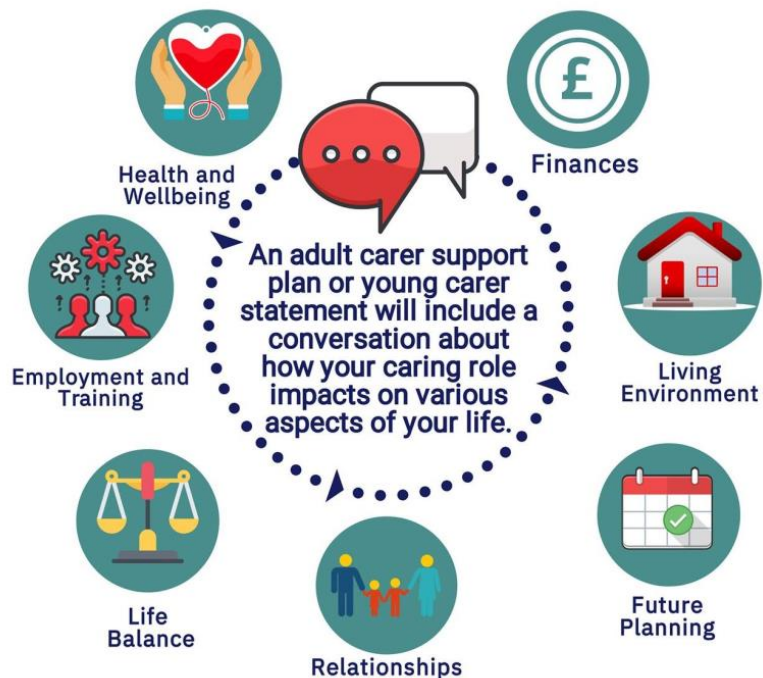 Health and
Wellbeing
£
Finances
An adult carer support
plan or young carer
statement will include a
conversation about
how your caring role
impacts on various
aspects of your life.
Employment and
Training
Living
Environment
Life
Balance
Relationships
Future
Planning